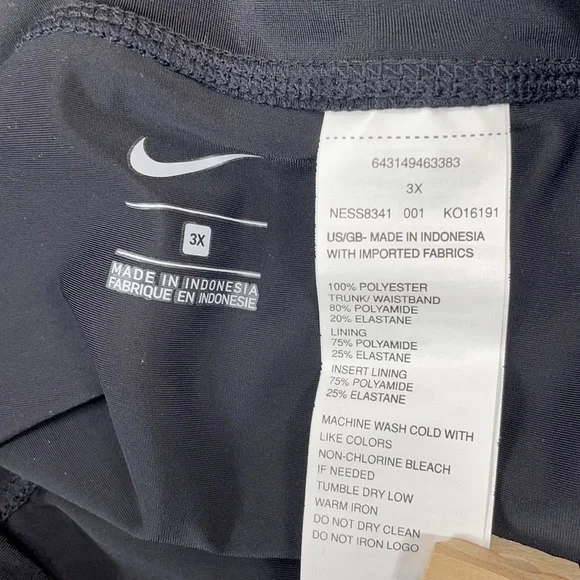 3X
MADE IN INDONESIA
FABRIQUE EN INDONESIE
643149463383
3X
NESS8341 001 KO16191
US/GB- MADE IN INDONESIA
WITH IMPORTED FABRICS
100% POLYESTER
TRUNK/ WAISTBAND
80% POLYAMIDE
20% ELASTANE
LINING
75% POLYAMIDE
25% ELASTANE
INSERT LINING
75% POLYAMIDE
25% ELASTANE
MACHINE WASH COLD WITH
LIKE COLORS
NON-CHLORINE BLEACH
IF NEEDED
TUMBLE DRY LOW
WARM IRON
DO NOT DRY CLEAN
DO NOT IRON LOGO